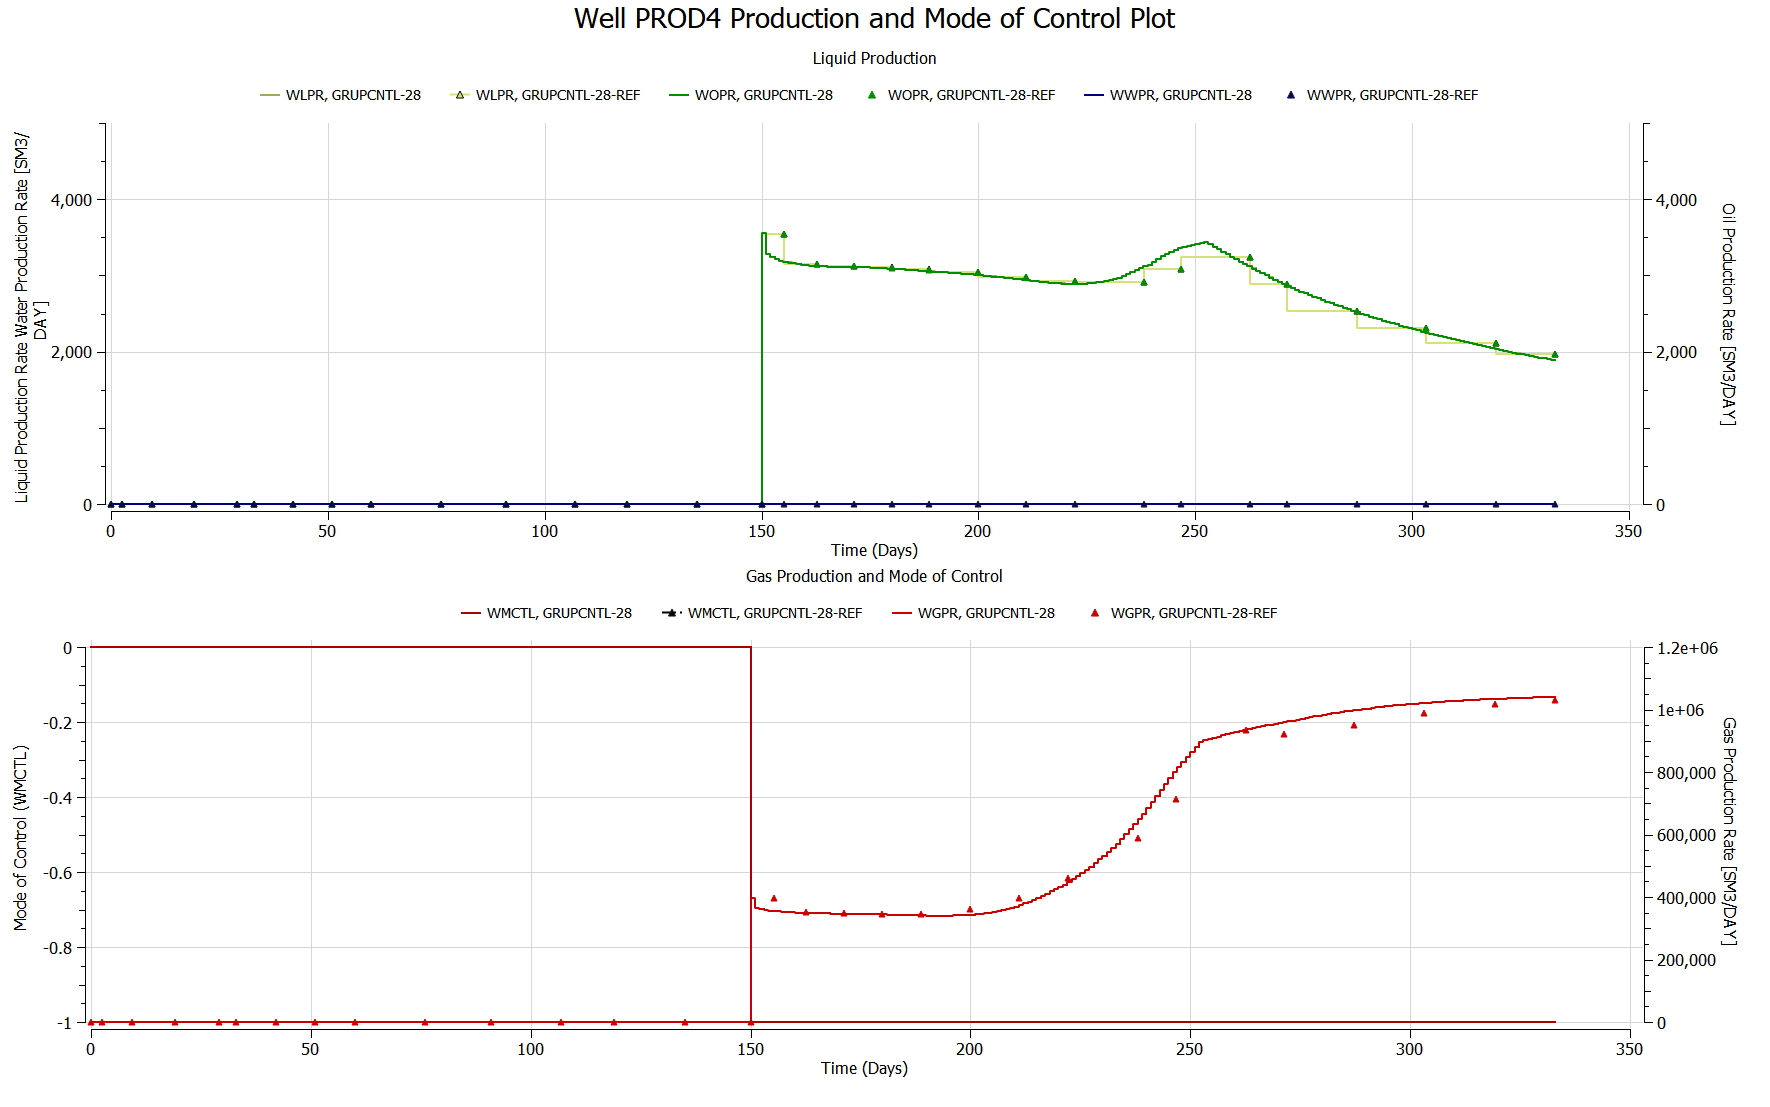 Well PROD4 Production and Mode of Control Plot
Liquid Production
WLPR, GRUPCNTL-28 WLPR, GRUPCNTL-28-REF WOPR, GRUPCNTL-28 WOPR, GRUPCNTL-28-REF WWPR, GRUPCNTL-28 WWPR, GRUPCNTL-28-REF
Liquid Production Rate Water Production Rate [SM3/
DAY]
4,000
2,000
0
4,000
2,000
0
Oil Production Rate [SM3/DAY]
0 50 100 150 200 250 300 350
Time (Days)
Gas Production and Mode of Control
WMCTL, GRUPCNTL-28 WMCTL, GRUPCNTL-28-REF WGPR, GRUPCNTL-28 WGPR, GRUPCNTL-28-REF
Mode of Control (WMCTL)
0
-0.2
-0.4
-0.6
-0.8
-1
1.2e+06
1e+06
800,000
600,000
400,000
200,000
0
Gas Production Rate [SM3/DAY]
0 50 100 150 200 250 300 350
Time (Days)